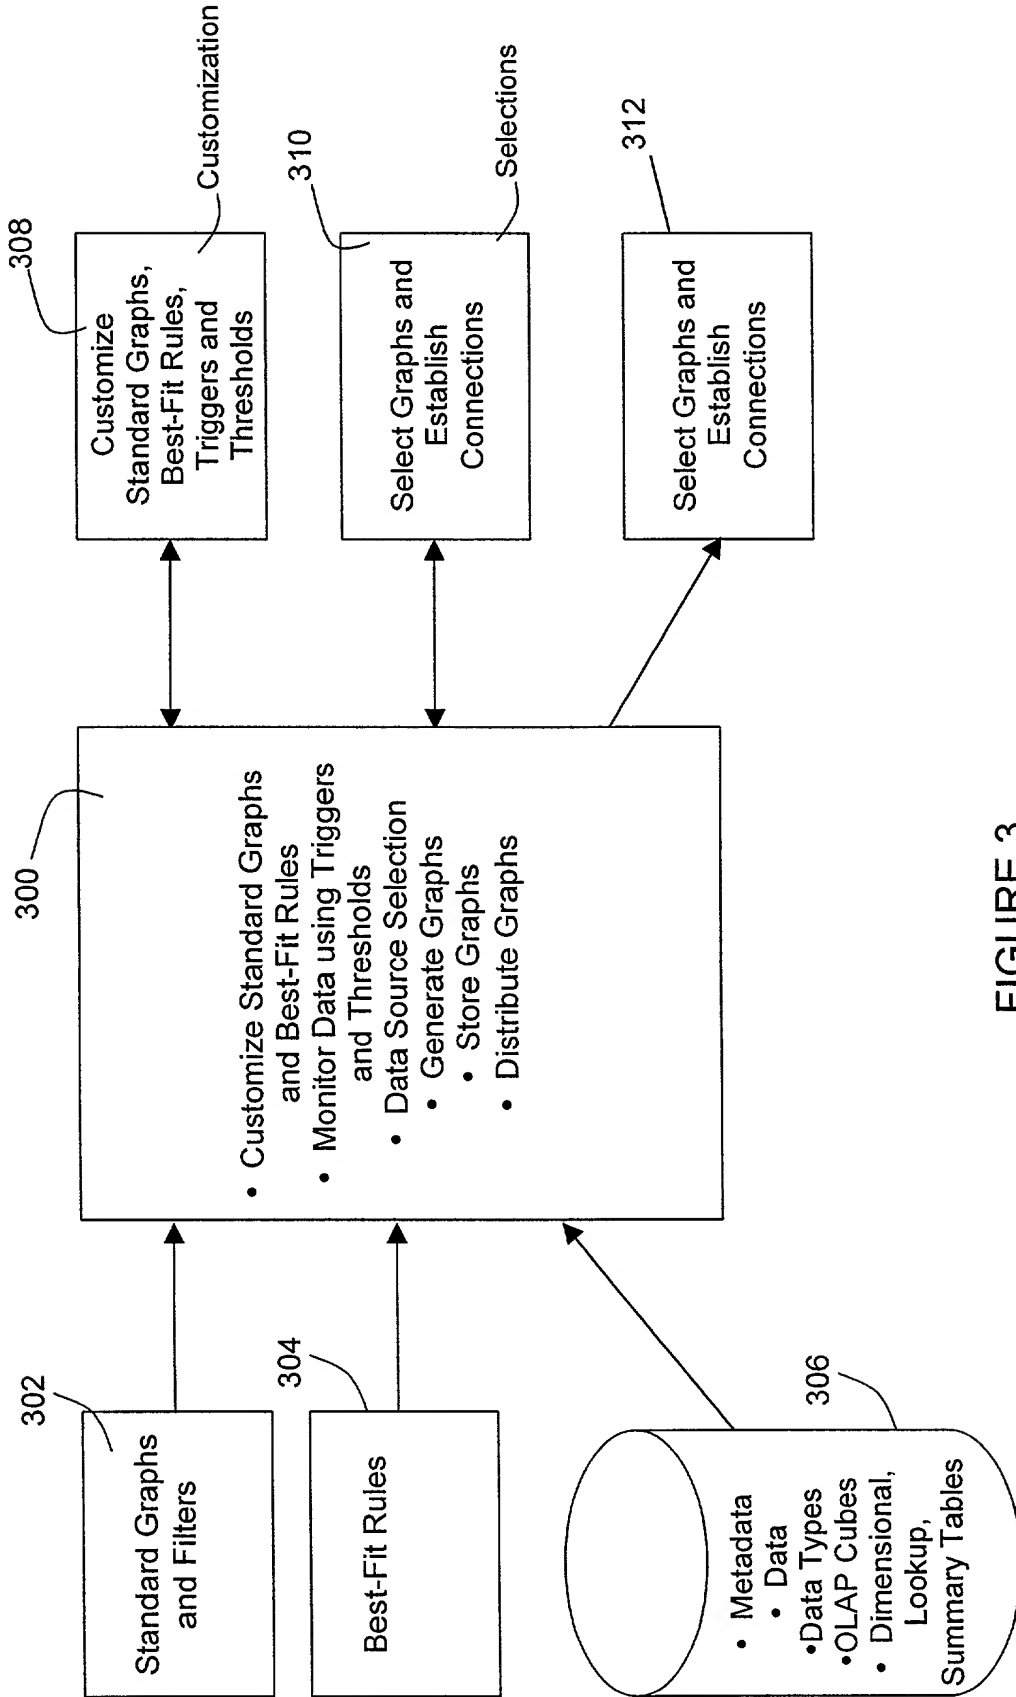 302
Standard Graphs
and Filters
304
Best-Fit Rules
306
• Metadata
• Data
•Data Types
•OLAP Cubes
• Dimensional,
Lookup,
Summary Tables
300
• Customize Standard Graphs
and Best-Fit Rules
• Monitor Data using Triggers
and Thresholds
• Data Source Selection
• Generate Graphs
• Store Graphs
• Distribute Graphs
308
Customize
Standard Graphs,
Best-Fit Rules,
Triggers and
Thresholds
Customization
310
Select Graphs and
Establish
Connections
Selections
312
Select Graphs and
Establish
Connections
FIGURE 3